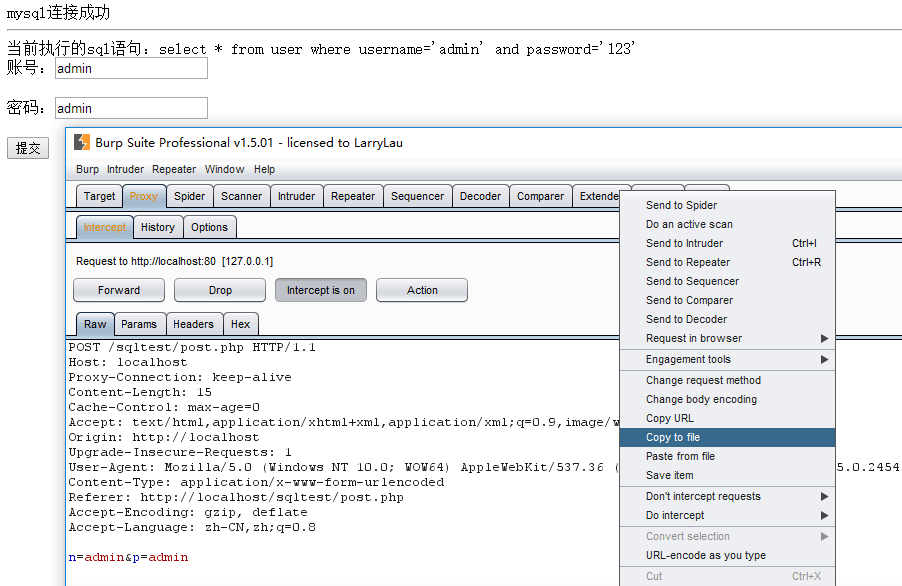 mysql连接成功
当前执行的sql语句：select * from user where username='admin' and password='123'
账号：admin
密码：admin
提交
Burp Suite Professional v1.5.01 - licensed to LarryLau
Burp Intruder Repeater Window Help
Target Proxy Spider Scanner Intruder Repeater Sequencer Decoder Comparer Extende
Intercept History Options
Request to http://localhost:80 [127.0.0.1]
Forward Drop Intercept is on Action
Raw Params Headers Hex
POST /sqltest/post.php HTTP/1.1
Host: localhost
Proxy-Connection: keep-alive
Content-Length: 15
Cache-Control: max-age=0
Accept: text/html,application/xhtml+xml,application/xml;q=0.9,image/w
Origin: http://localhost
Upgrade-Insecure-Requests: 1
User-Agent: Mozilla/5.0 (Windows NT 10.0; WOW64) AppleWebKit/537.36 ( 5.0.2454
Content-Type: application/x-www-form-urlencoded
Referer: http://localhost/sqltest/post.php
Accept-Encoding: gzip, deflate
Accept-Language: zh-CN,zh;q=0.8
n=admin&p=admin
Send to Spider
Do an active scan
Send to Intruder Ctrl+I
Send to Repeater Ctrl+R
Send to Sequencer
Send to Comparer
Send to Decoder
Request in browser
Engagement tools
Change request method
Change body encoding
Copy URL
Copy to file
Paste from file
Save item
Don't intercept requests
Do intercept
Convert selection
URL-encode as you type
Cut Ctrl+X